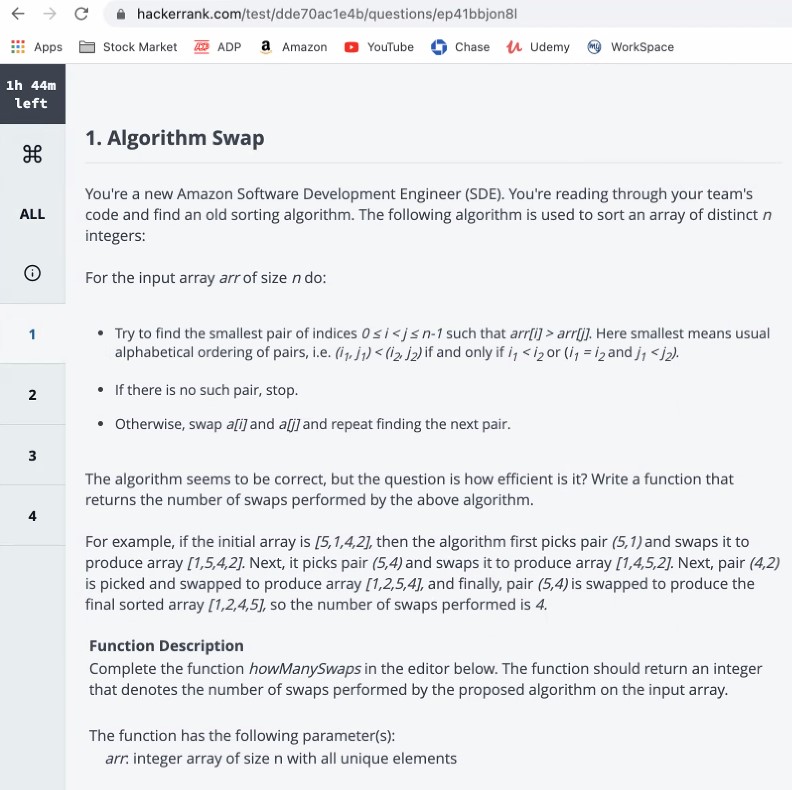 hackerrank.com/test/dde70ac1e4b/questions/ep41bbjon8l
Apps Stock Market ADP Amazon YouTube Chase Udemy WorkSpace
1h 44m
left
ALL
1
2
3
4
1. Algorithm Swap
You're a new Amazon Software Development Engineer (SDE). You're reading through your team's
code and find an old sorting algorithm. The following algorithm is used to sort an array of distinct n
integers:
For the input array arr of size n do:
• Try to find the smallest pair of indices 0 ≤ i < j ≤ n-1 such that arr[i] > arr[j]. Here smallest means usual
alphabetical ordering of pairs, i.e. (i₁, j₁) < (i₂, j₂) if and only if i₁ < i₂ or (i₁ = i₂ and j₁ < j₂).
• If there is no such pair, stop.
• Otherwise, swap a[i] and a[j] and repeat finding the next pair.
The algorithm seems to be correct, but the question is how efficient is it? Write a function that
returns the number of swaps performed by the above algorithm.
For example, if the initial array is [5,1,4,2], then the algorithm first picks pair (5,1) and swaps it to
produce array [1,5,4,2]. Next, it picks pair (5,4) and swaps it to produce array [1,4,5,2]. Next, pair (4,2)
is picked and swapped to produce array [1,2,5,4], and finally, pair (5,4) is swapped to produce the
final sorted array [1,2,4,5], so the number of swaps performed is 4.
Function Description
Complete the function howManySwaps in the editor below. The function should return an integer
that denotes the number of swaps performed by the proposed algorithm on the input array.
The function has the following parameter(s):
arr: integer array of size n with all unique elements